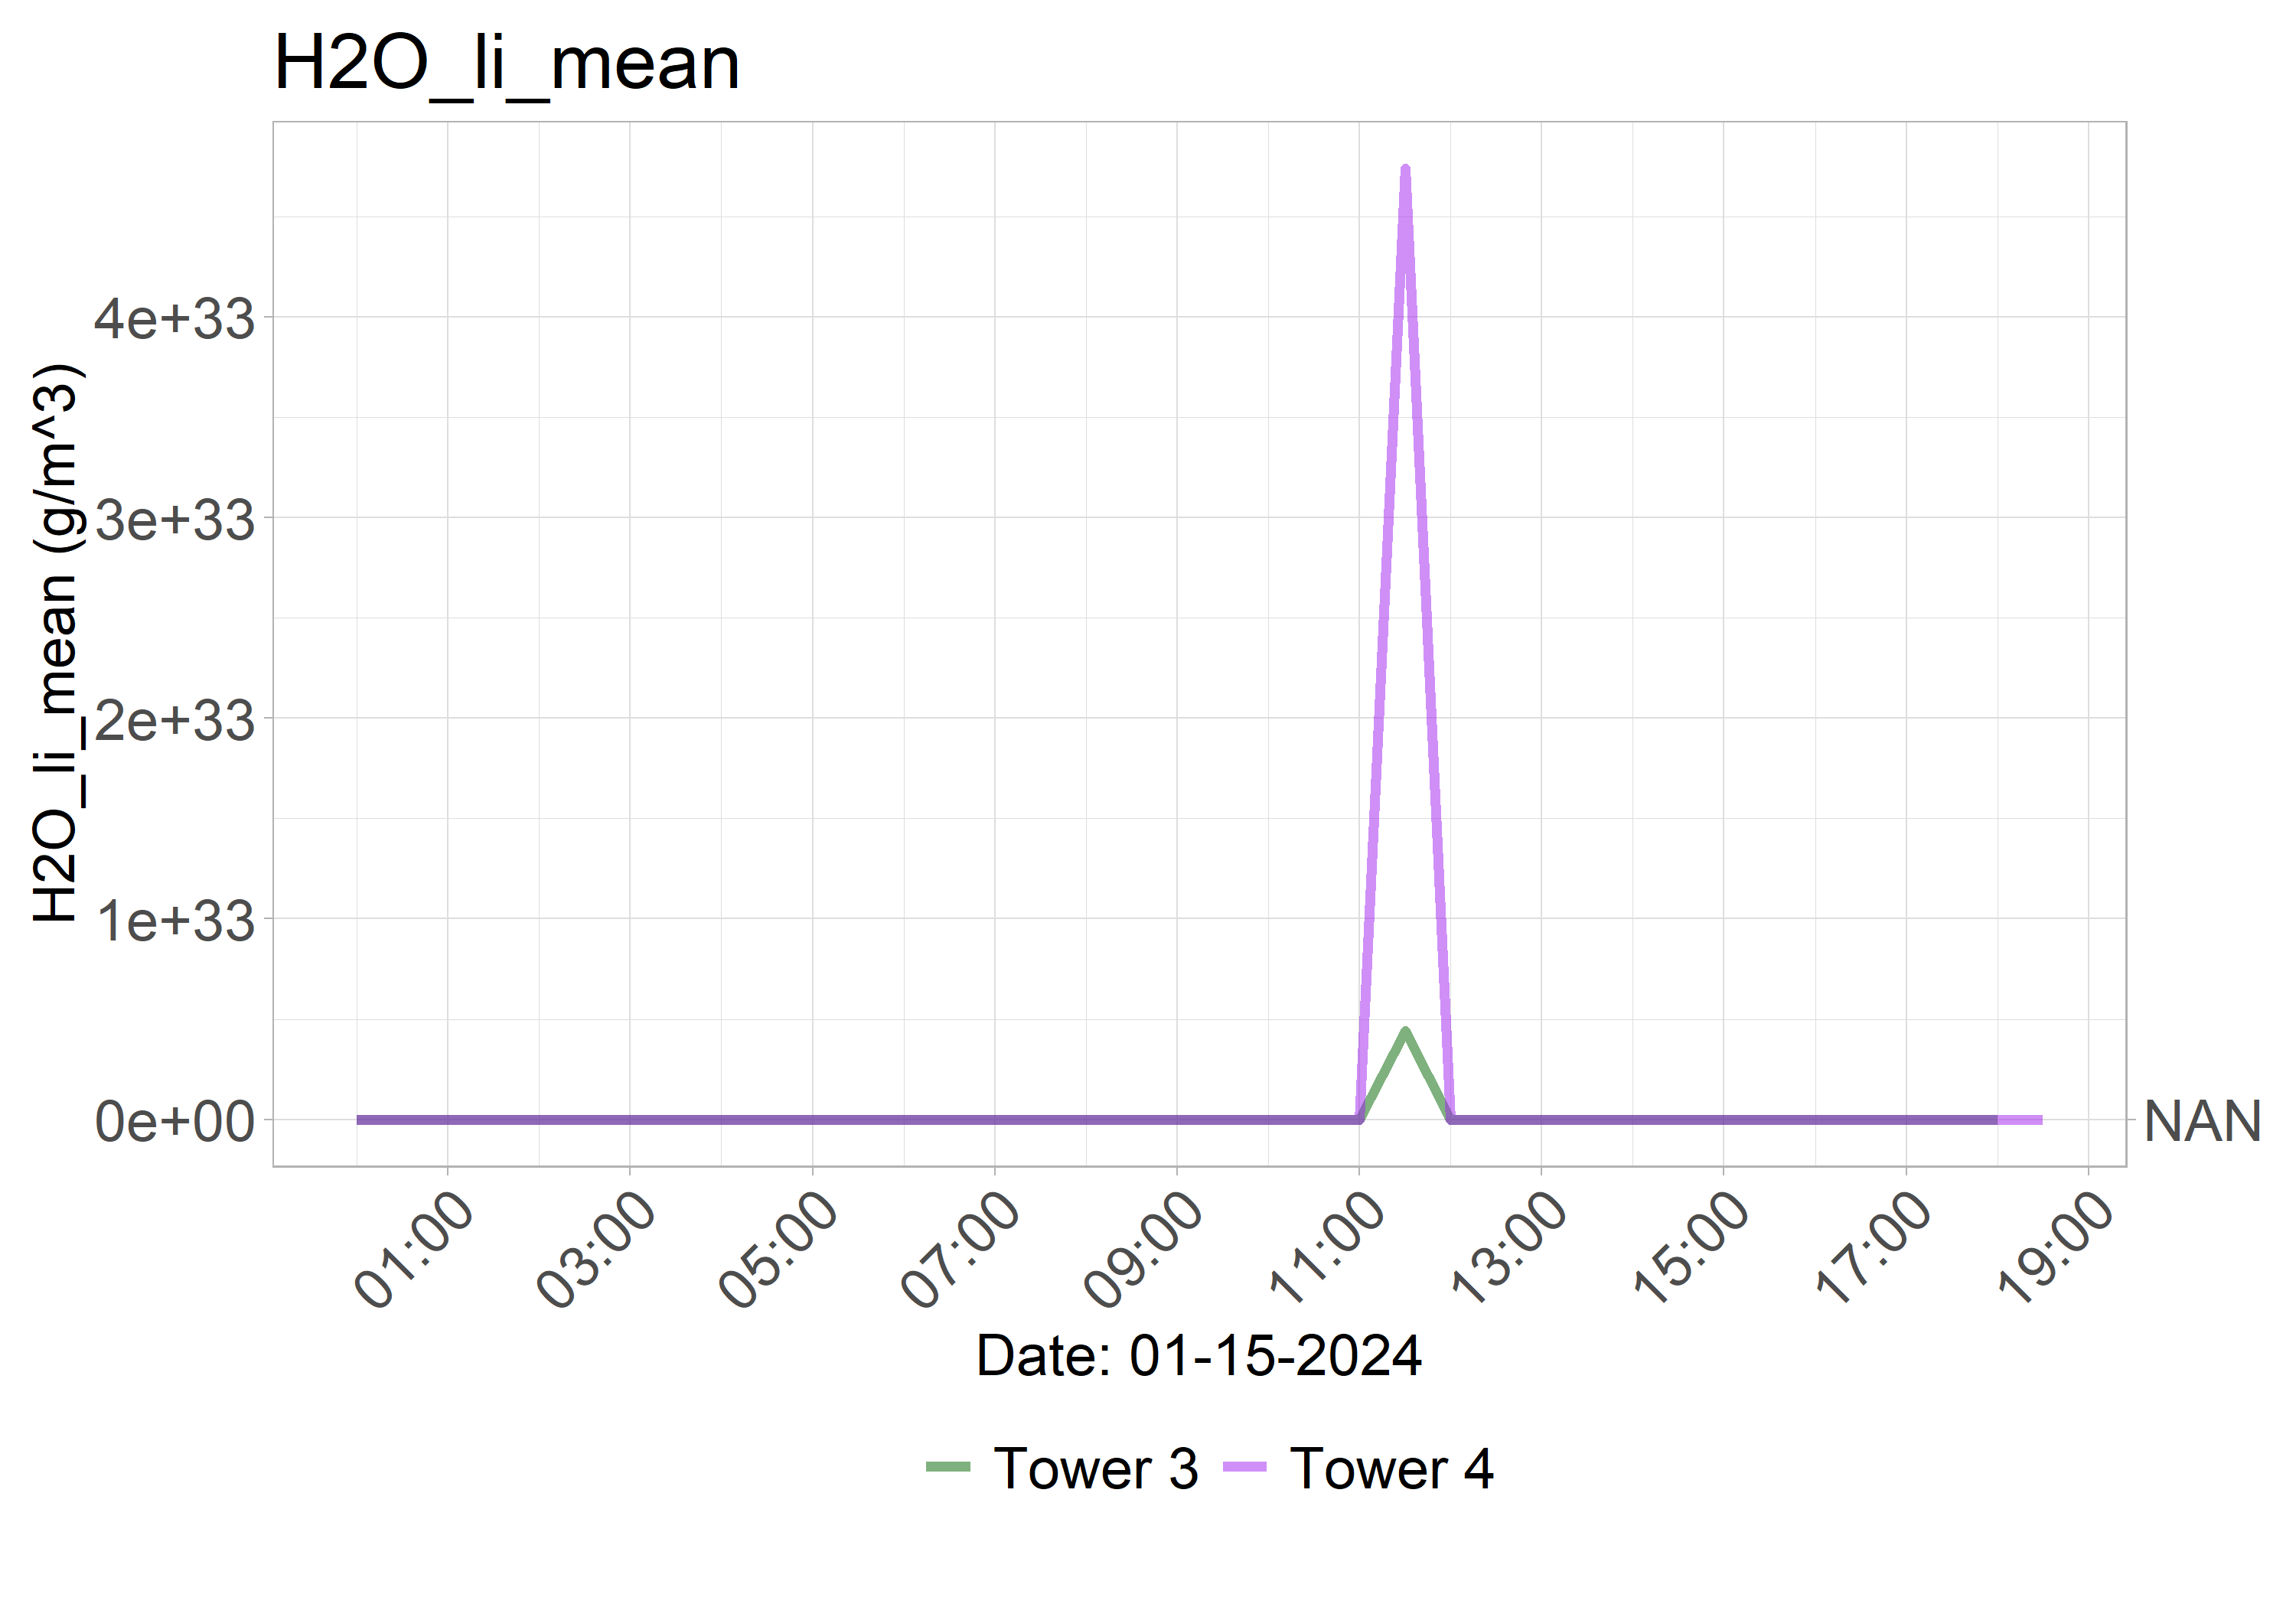 H2O_li_mean
H2O_li_mean (g/m^3)
4e+33
3e+33
2e+33
1e+33
0e+00
NAN
01:00 03:00 05:00 07:00 09:00 11:00 13:00 15:00 17:00 19:00
Date: 01-15-2024
Tower 3 Tower 4